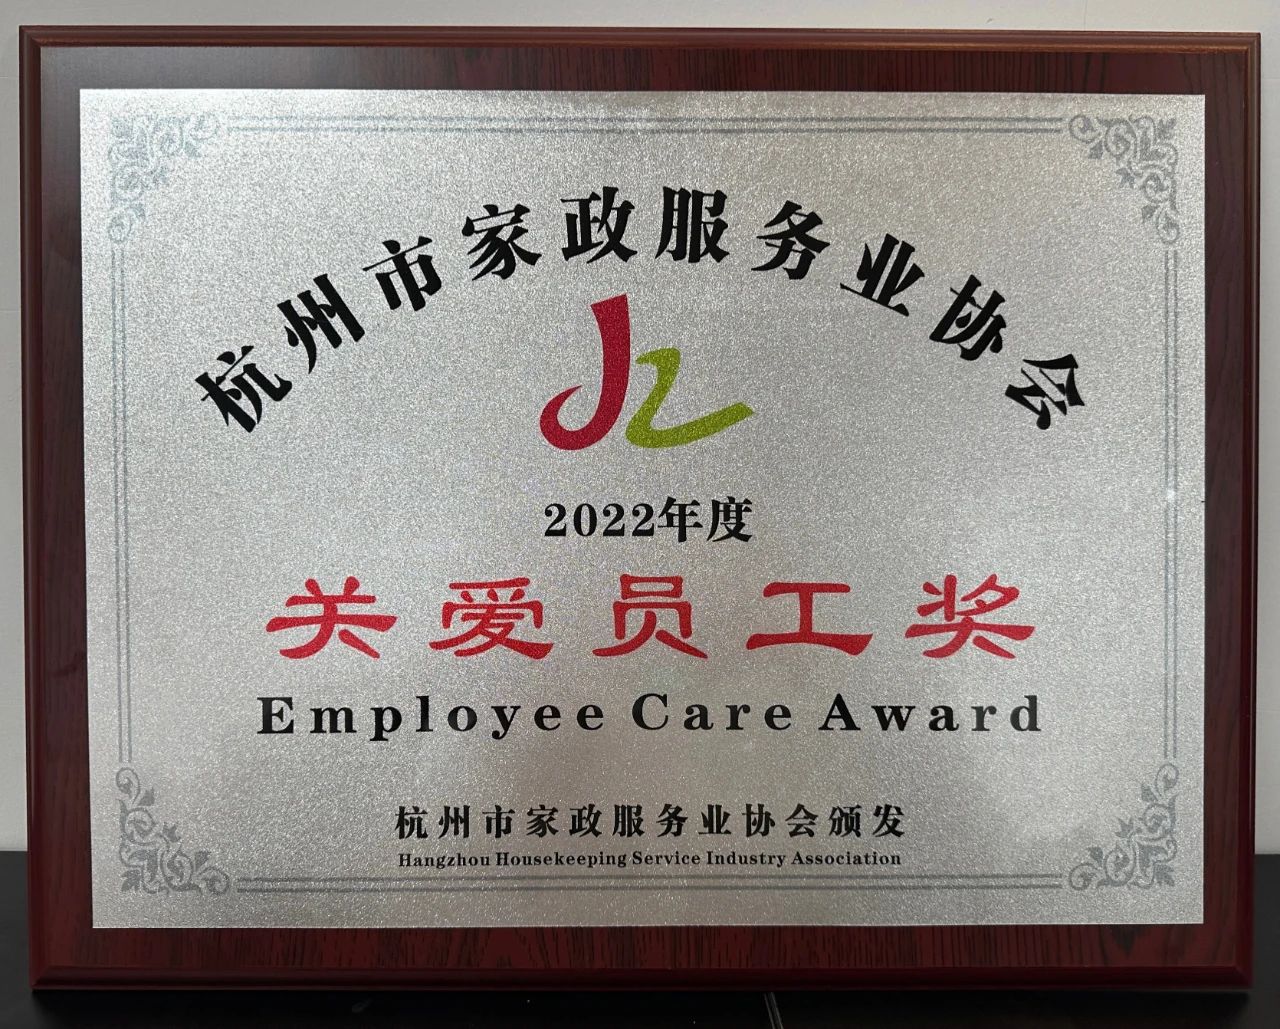 杭州市家政服务业协会
JZ
2022年度
关爱员工奖
Employee Care Award
杭州市家政服务业协会颁发
Hangzhou Housekeeping Service Industry Association